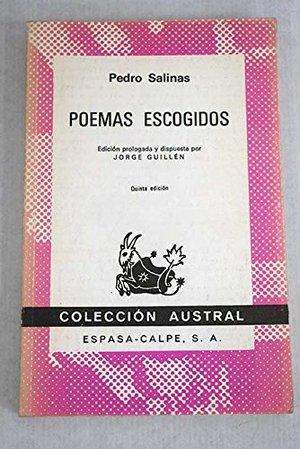 Pedro Salinas
POEMAS ESCOGIDOS
Edición prologada y dispuesta por
JORGE GUILLÉN
Quinta edición
COLECCIÓN AUSTRAL
ESPASA-CALPE, S. A.